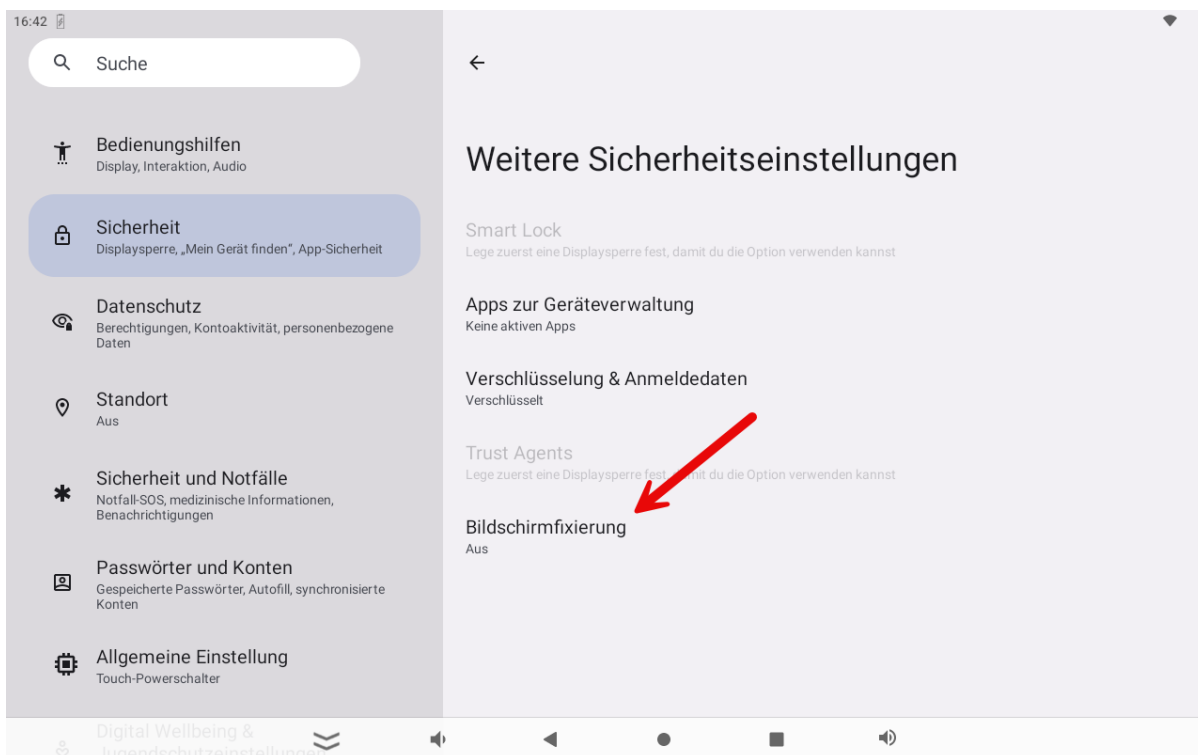 16:42
Suche
Bedienungshilfen
Display, Interaktion, Audio
Sicherheit
Displaysperre, „Mein Gerät finden“, App-Sicherheit
Datenschutz
Berechtigungen, Kontoaktivität, personenbezogene
Daten
Standort
Aus
Sicherheit und Notfälle
Notfall-SOS, medizinische Informationen,
Benachrichtigungen
Passwörter und Konten
Gespeicherte Passwörter, Autofill, synchronisierte
Konten
Allgemeine Einstellung
Touch-Powerschalter
Digital Wellbeing &
Jugendschutzeinstellungen
Weitere Sicherheitseinstellungen
Smart Lock
Lege zuerst eine Displaysperre fest, damit du die Option verwenden kannst
Apps zur Geräteverwaltung
Keine aktiven Apps
Verschlüsselung & Anmeldedaten
Verschlüsselt
Trust Agents
Lege zuerst eine Displaysperre fest, damit du die Option verwenden kannst
Bildschirmfixierung
Aus